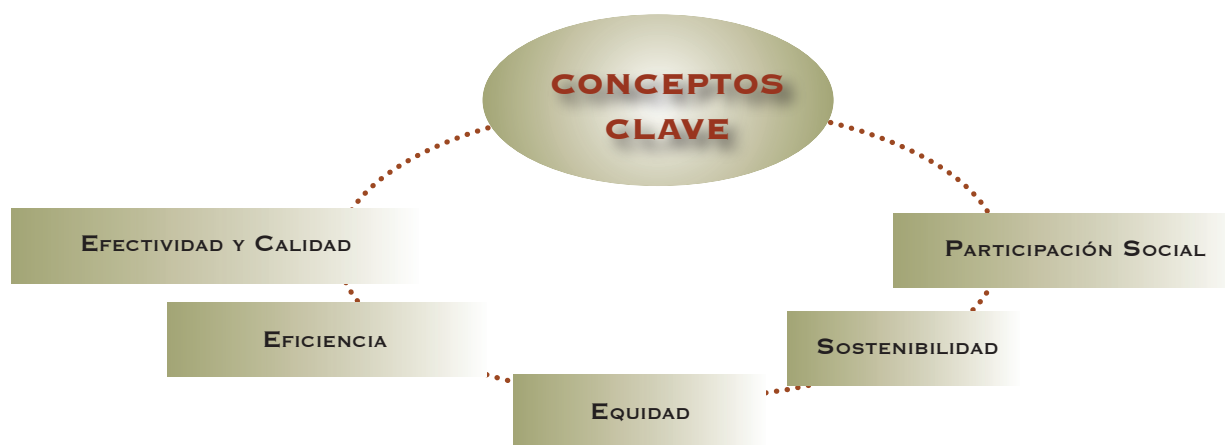 CONCEPTOS
CLAVE
Efectividad y Calidad
Participación Social
Eficiencia
Sostenibilidad
Equidad